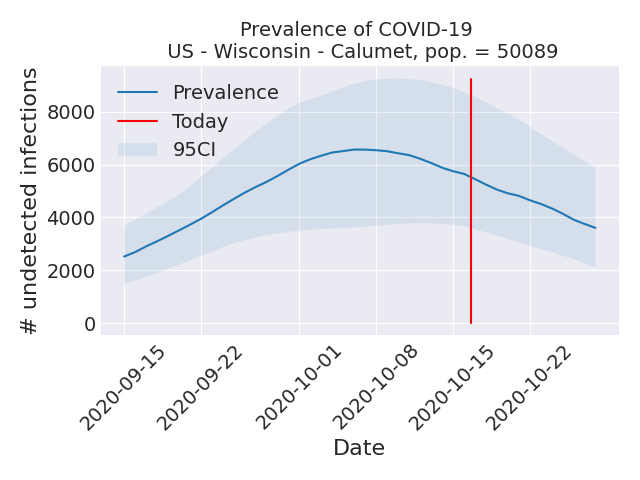 Prevalence of COVID-19
US - Wisconsin - Calumet, pop. = 50089
# undetected infections
8000
6000
4000
2000
0
Prevalence
Today
95CI
2020-09-15
2020-09-22
2020-10-01
2020-10-08
2020-10-15
2020-10-22
Date